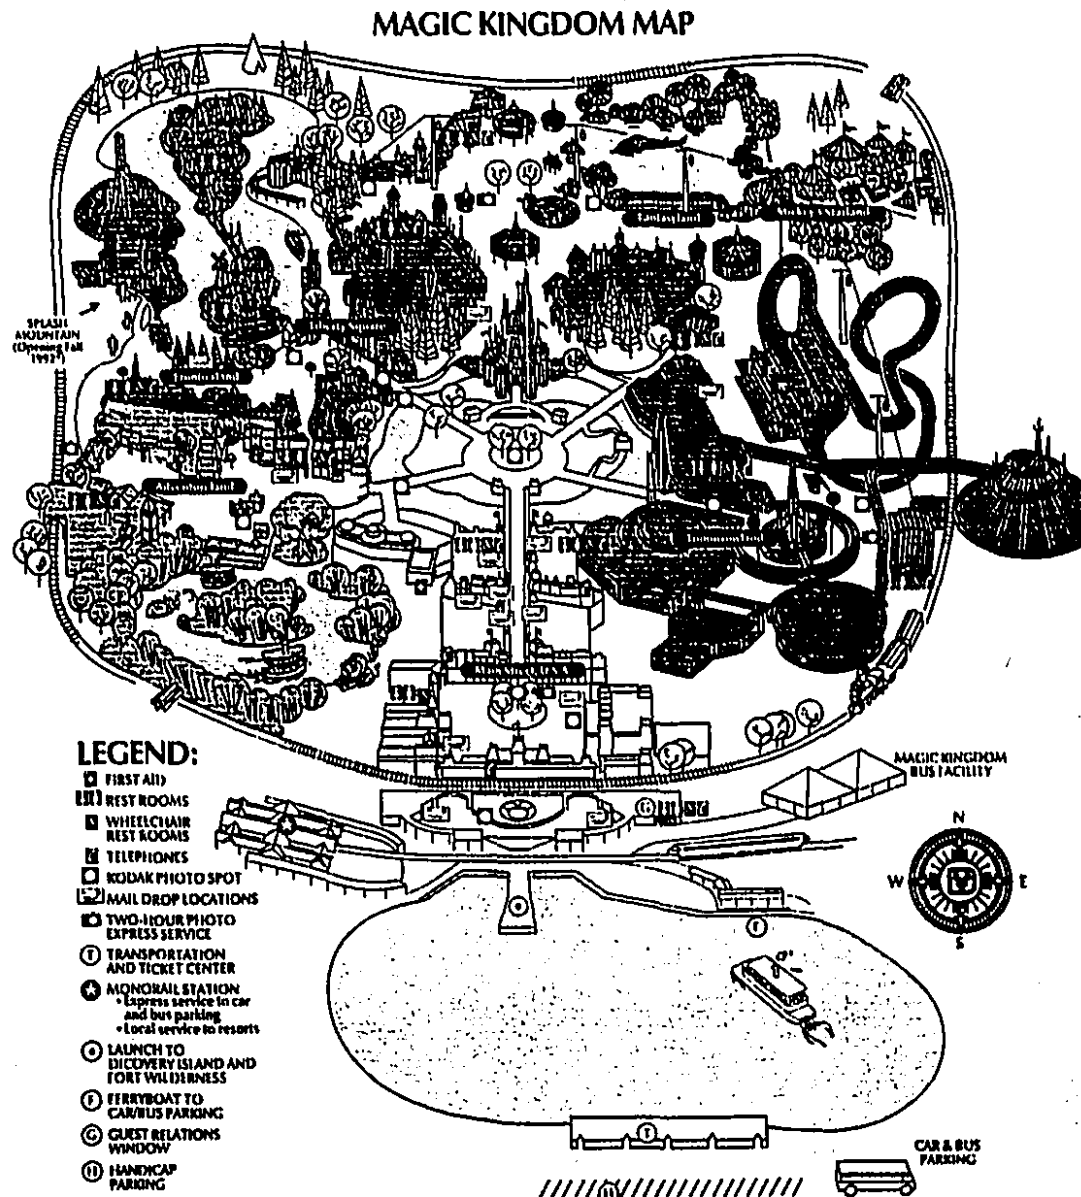 MAGIC KINGDOM MAP
SPLASH
MOUNTAIN
(Opening Fall
1992)
LEGEND:
FIRST AID
REST ROOMS
WHEELCHAIR
REST ROOMS
TELEPHONES
KODAK PHOTO SPOT
MAIL DROP LOCATIONS
TWO-HOUR PHOTO
EXPRESS SERVICE
T TRANSPORTATION
AND TICKET CENTER
MONORAIL STATION
• Express service to car
and bus parking
• Local service to resorts
LAUNCH TO
DICOVERY ISLAND AND
FORT WILDERNESS
F FERRYBOAT TO
CAR/BUS PARKING
G GUEST RELATIONS
WINDOW
H HANDICAP
PARKING
MAGIC KINGDOM
BUS FACILITY
N
W E
S
G
F
T
H
CAR & BUS
PARKING